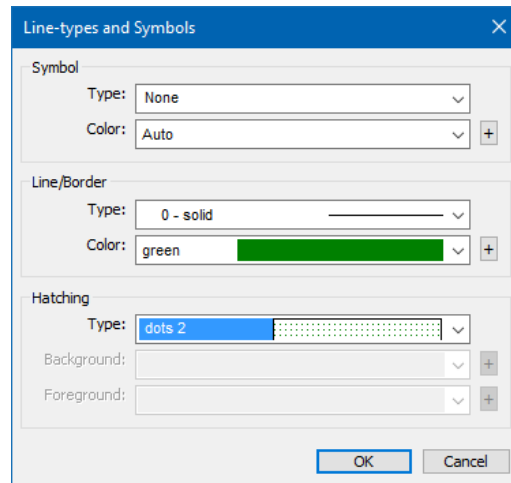 Line-types and Symbols
Symbol
Type: None
Color: Auto +
Line/Border
Type: 0 - solid
Color: green +
Hatching
Type: dots 2
Background: +
Foreground: +
OK Cancel